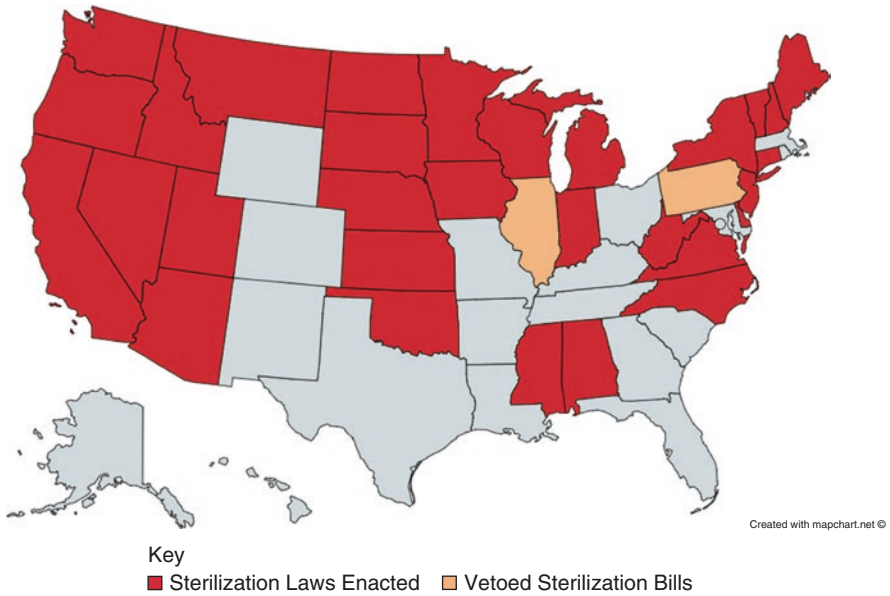 Created with mapchart.net ©
Key
Sterilization Laws Enacted Vetoed Sterilization Bills